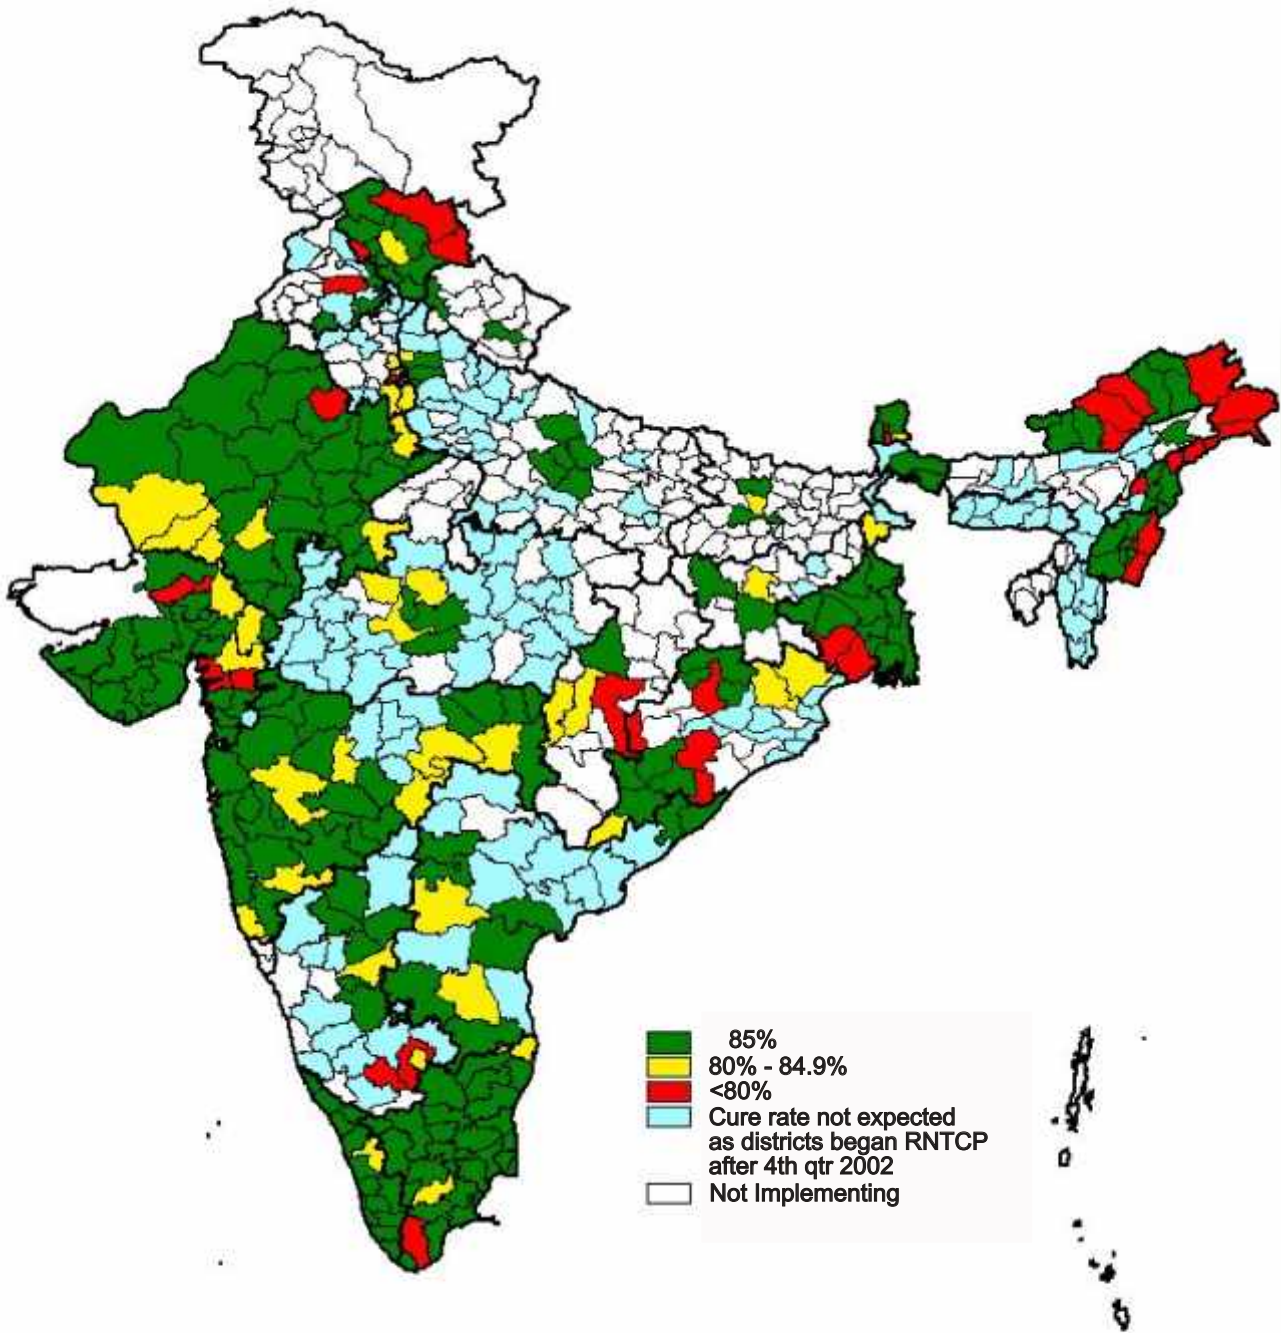 85%
80% - 84.9%
<80%
Cure rate not expected
as districts began RNTCP
after 4th qtr 2002
Not Implementing